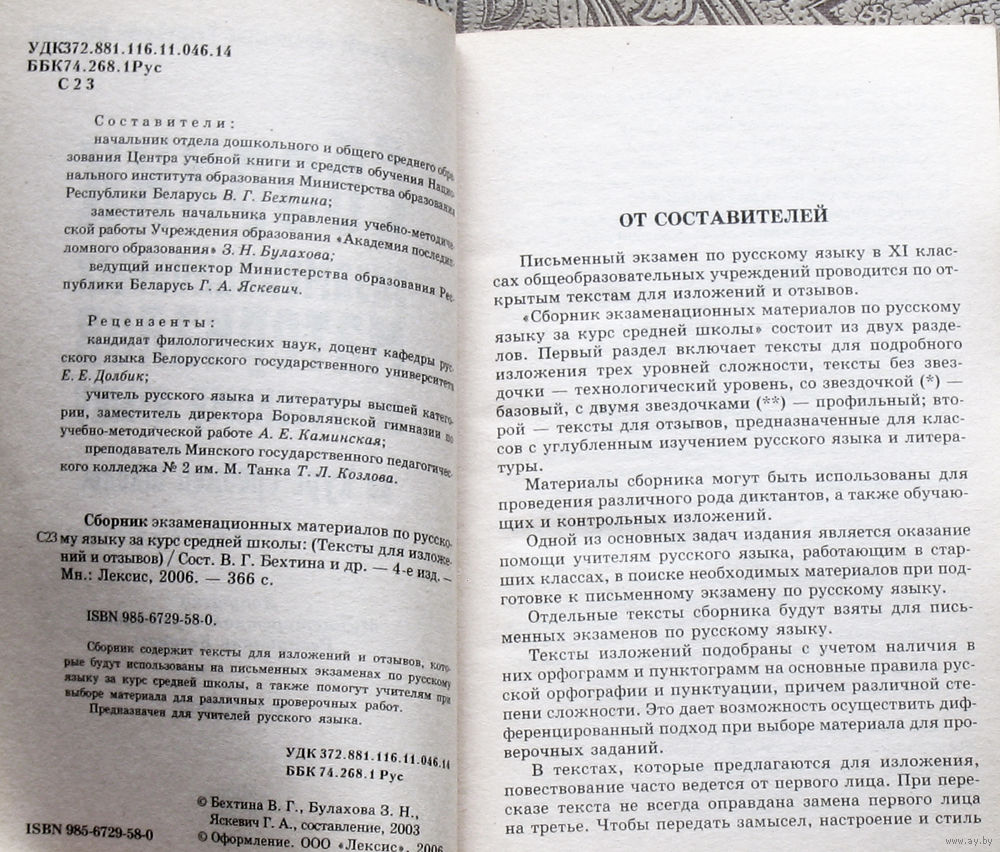 УДК372.881.116.11.046.14
ББК74.268.1Рус
С 2 3
Составители:
начальник отдела дошкольного и общего среднего обра-
зования Центра учебной книги и средств обучения Нацио-
нального института образования Министерства образования
Республики Беларусь В. Г. Бехтина;
заместитель начальника управления учебно-методиче-
ской работы Учреждения образования «Академия последип-
ломного образования» З. Н. Булахова;
ведущий инспектор Министерства образования Рес-
публики Беларусь Г. А. Яскевич.
Рецензенты:
кандидат филологических наук, доцент кафедры рус-
ского языка Белорусского государственного университета
Е. Е. Долбик;
учитель русского языка и литературы высшей катего-
рии, заместитель директора Боровлянской гимназии по
учебно-методической работе А. Е. Каминская;
преподаватель Минского государственного педагогичес-
кого колледжа № 2 им. М. Танка Т. Л. Козлова.
Сборник экзаменационных материалов по русско-
С23 му языку за курс средней школы: (Тексты для изложе-
ний и отзывов) / Сост. В. Г. Бехтина и др. — 4-е изд. —
Мн.: Лексис, 2006. — 366 с.
ISBN 985-6729-58-0.
Сборник содержит тексты для изложений и отзывов, кото-
рые будут использованы на письменных экзаменах по русскому
языку за курс средней школы, а также помогут учителям при
выборе материала для различных проверочных работ.
Предназначен для учителей русского языка.
УДК 372.881.116.11.046.14
ББК 74.268.1 Рус
© Бехтина В. Г., Булахова З. Н.,
Яскевич Г. А., составление, 2003
© Оформление. ООО «Лексис», 2006
ISBN 985-6729-58-0
ОТ СОСТАВИТЕЛЕЙ
Письменный экзамен по русскому языку в XI клас-
сах общеобразовательных учреждений проводится по от-
крытым текстам для изложений и отзывов.
«Сборник экзаменационных материалов по русскому
языку за курс средней школы» состоит из двух разде-
лов. Первый раздел включает тексты для подробного
изложения трех уровней сложности, тексты без звез-
дочки — технологический уровень, со звездочкой (*) —
базовый, с двумя звездочками (**) — профильный; вто-
рой — тексты для отзывов, предназначенные для клас-
сов с углубленным изучением русского языка и литера-
туры.
Материалы сборника могут быть использованы для
проведения различного рода диктантов, а также обучаю-
щих и контрольных изложений.
Одной из основных задач издания является оказание
помощи учителям русского языка, работающим в стар-
ших классах, в поиске необходимых материалов при под-
готовке к письменному экзамену по русскому языку.
Отдельные тексты сборника будут взяты для пись-
менных экзаменов по русскому языку.
Тексты изложений подобраны с учетом наличия в
них орфограмм и пунктограмм на основные правила рус-
ской орфографии и пунктуации, причем различной сте-
пени сложности. Это дает возможность осуществить диф-
ференцированный подход при выборе материала для про-
верочных заданий.
В текстах, которые предлагаются для изложения,
повествование часто ведется от первого лица. При пере-
сказе текста не всегда оправдана замена первого лица
на третье. Чтобы передать замысел, настроение и стиль
www.ay.by